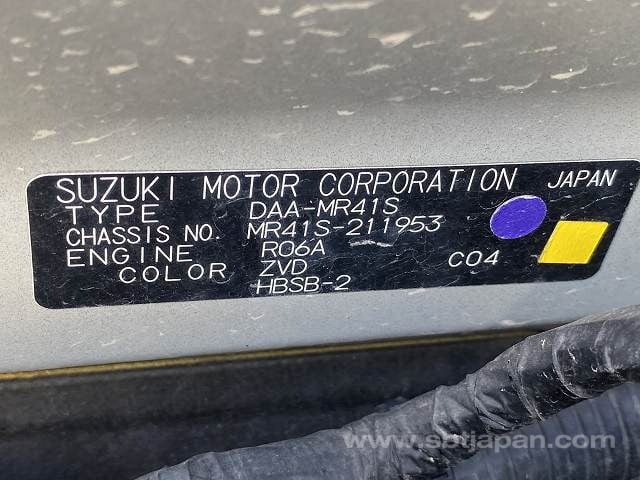 SUZUKI MOTOR CORPORATION JAPAN
TYPE DAA-MR41S
CHASSIS NO. MR41S-211953
ENGINE R06A
COLOR ZVD C04
HBSB-2
www.sbtjapan.com